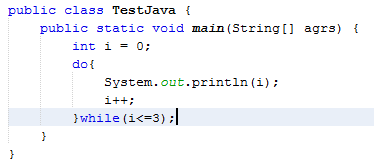 public class TestJava {
    public static void main(String[] agrs) {
        int i = 0;
        do{
            System.out.println(i);
            i++;
        }while(i<=3);
    }
}